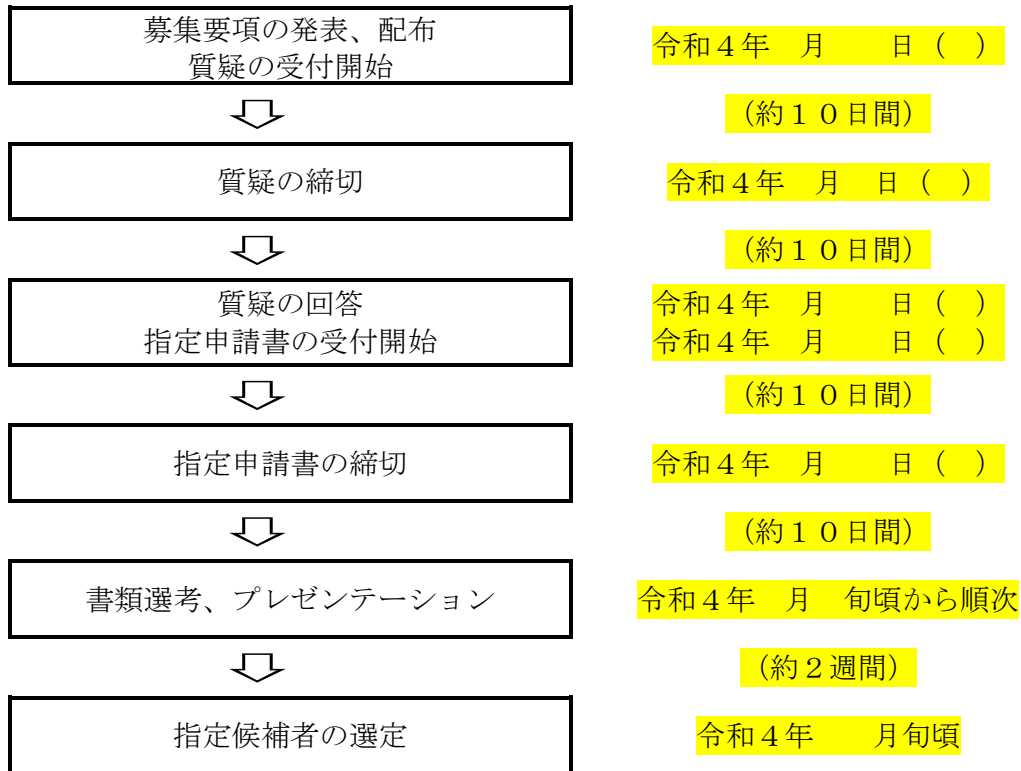 募集要項の発表、配布
質疑の受付開始
令和４年　月　　日（　）
（約１０日間）
質疑の締切
令和４年　月　日（　）
（約１０日間）
質疑の回答
令和４年　月　　日（　）
指定申請書の受付開始
令和４年　月　　日（　）
（約１０日間）
指定申請書の締切
令和４年　月　　日（　）
（約１０日間）
書類選考、プレゼンテーション
令和４年　月　旬頃から順次
（約２週間）
指定候補者の選定
令和４年　　月旬頃